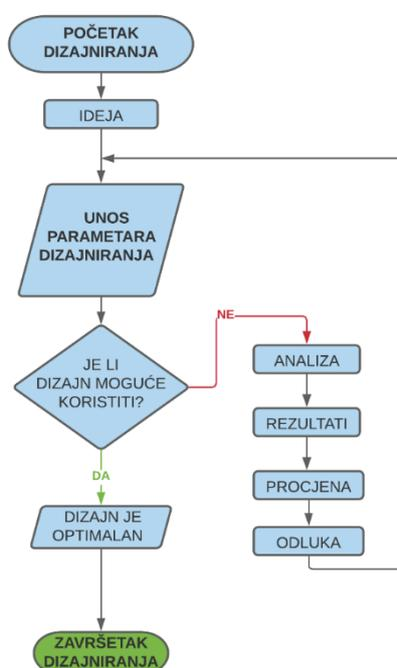 POČETAK
DIZAJNIRANJA
IDEJA
UNOS
PARAMETARA
DIZAJNIRANJA
JE LI
DIZAJN MOGUĆE
KORISTITI?
NE
ANALIZA
REZULTATI
PROCJENA
ODLUKA
DA
DIZAJN JE
OPTIMALAN
ZAVRŠETAK
DIZAJNIRANJA